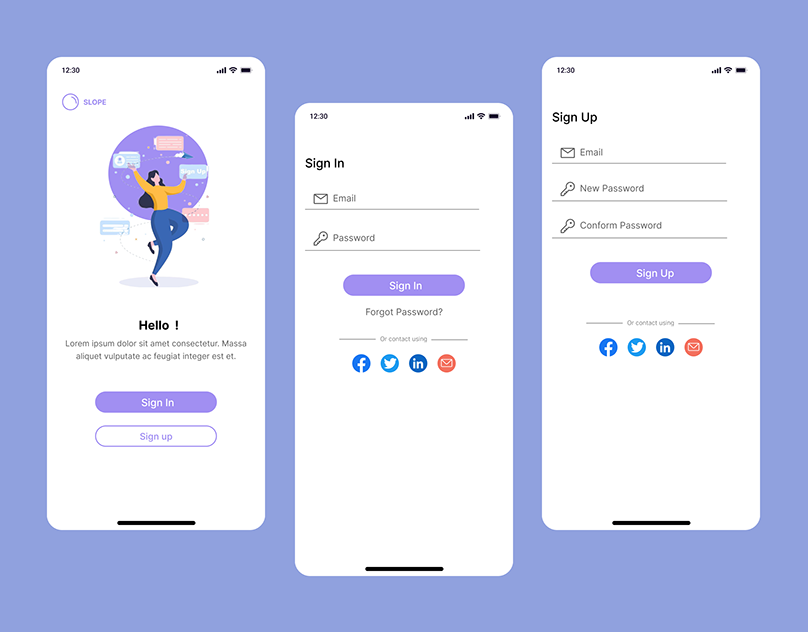 12:30
SLOPE
Sign Up
Hello !
Lorem ipsum dolor sit amet consectetur. Massa
aliquet vulputate ac feugiat integer est et.
Sign In
Sign up
12:30
Sign In
Email
Password
Sign In
Forgot Password?
Or contact using
f
in
12:30
Sign Up
Email
New Password
Conform Password
Sign Up
Or contact using
f
in